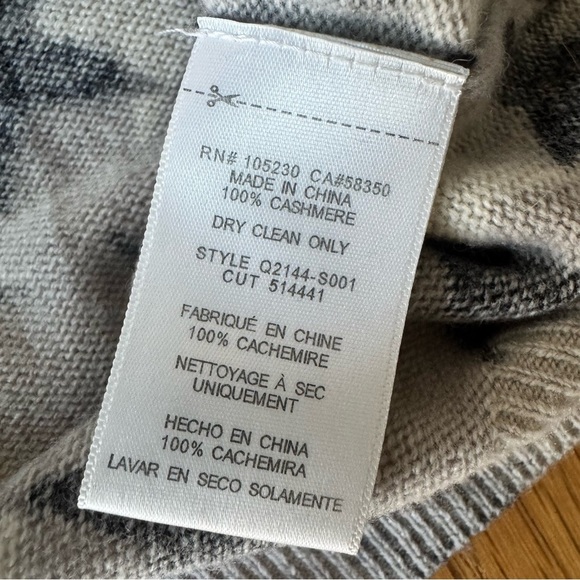 RN# 105230 CA#58350
MADE IN CHINA
100% CASHMERE
DRY CLEAN ONLY
STYLE Q2144-S001
CUT 514441
FABRIQUÉ EN CHINE
100% CACHEMIRE
NETTOYAGE À SEC
UNIQUEMENT
HECHO EN CHINA
100% CACHEMIRA
LAVAR EN SECO SOLAMENTE